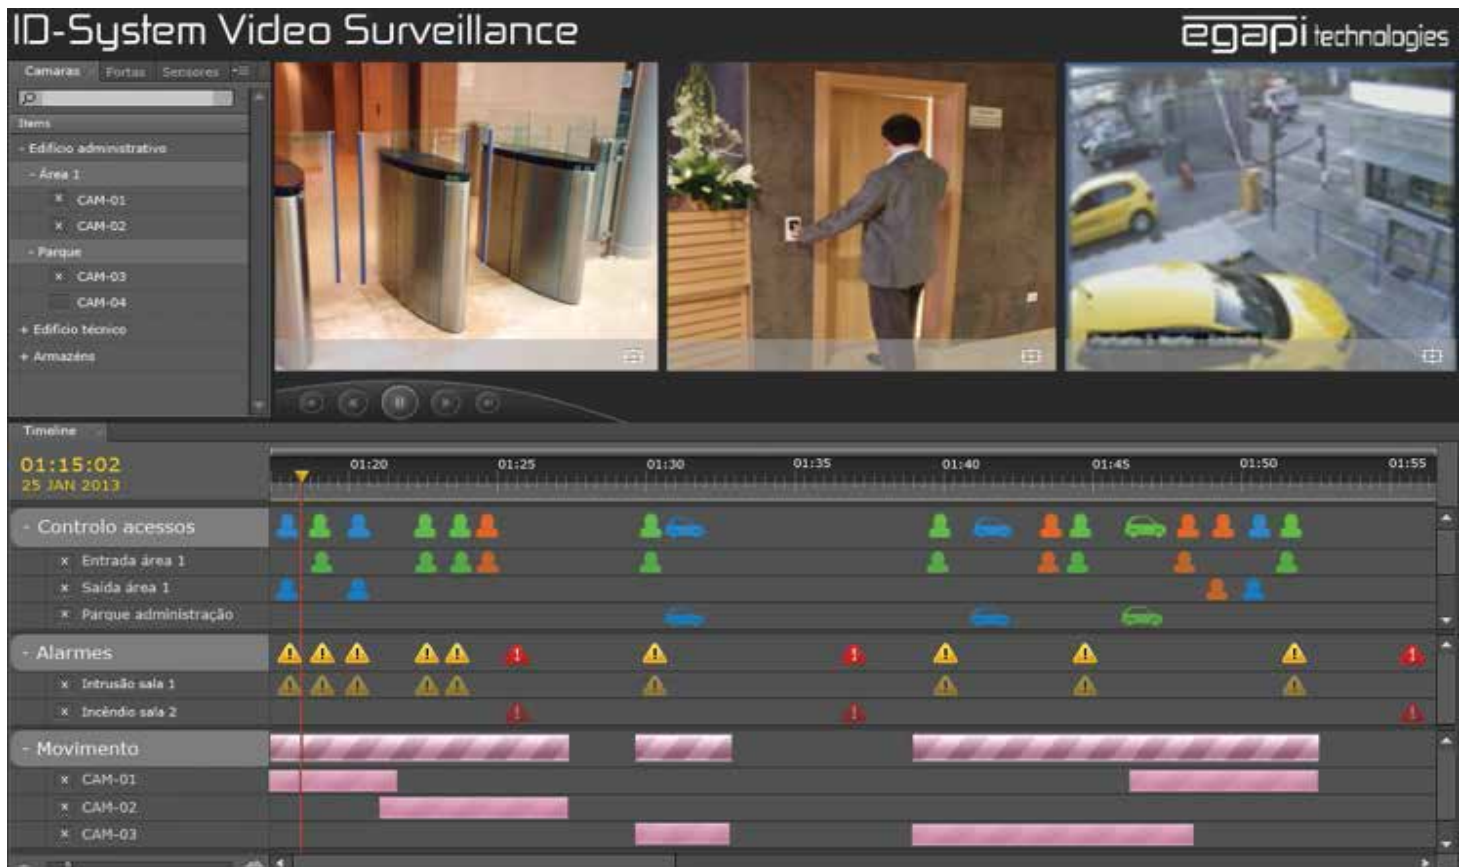 ID-System Video Surveillance
egapi technologies
Camaras Portas Sensores
Items
- Edifício administrativo
- Área 1
x CAM-01
x CAM-02
- Parque
x CAM-03
CAM-04
+ Edifício técnico
+ Armazéns
Timeline
01:15:02
25 JAN 2013
01:20 01:25 01:30 01:35 01:40 01:45 01:50 01:55
- Controlo acessos
x Entrada área 1
x Saída área 1
x Parque administração
- Alarmes
x Intrusão sala 1
x Incêndio sala 2
- Movimento
x CAM-01
x CAM-02
x CAM-03